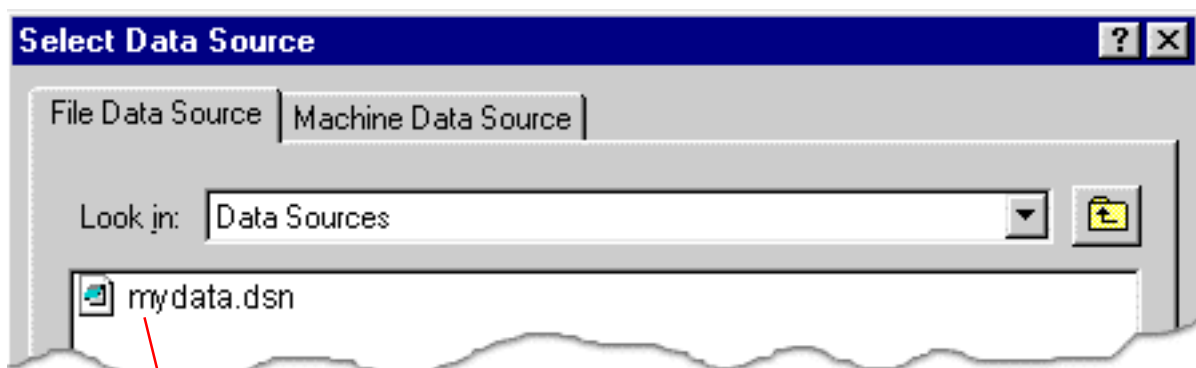 Select Data Source
File Data Source Machine Data Source
Look in: Data Sources
mydata.dsn